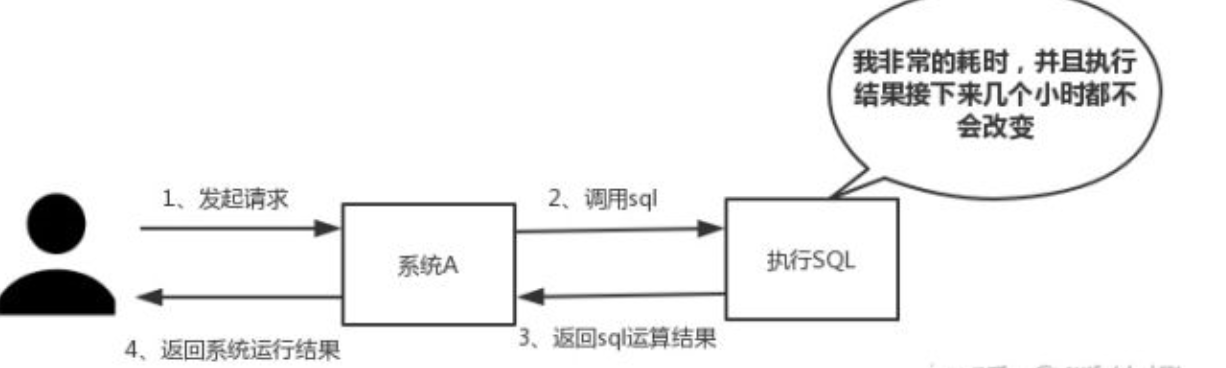 我非常的耗时，并且执行
结果接下来几个小时都不
会改变
1、发起请求
2、调用sql
系统A
执行SQL
3、返回sql运算结果
4、返回系统运行结果